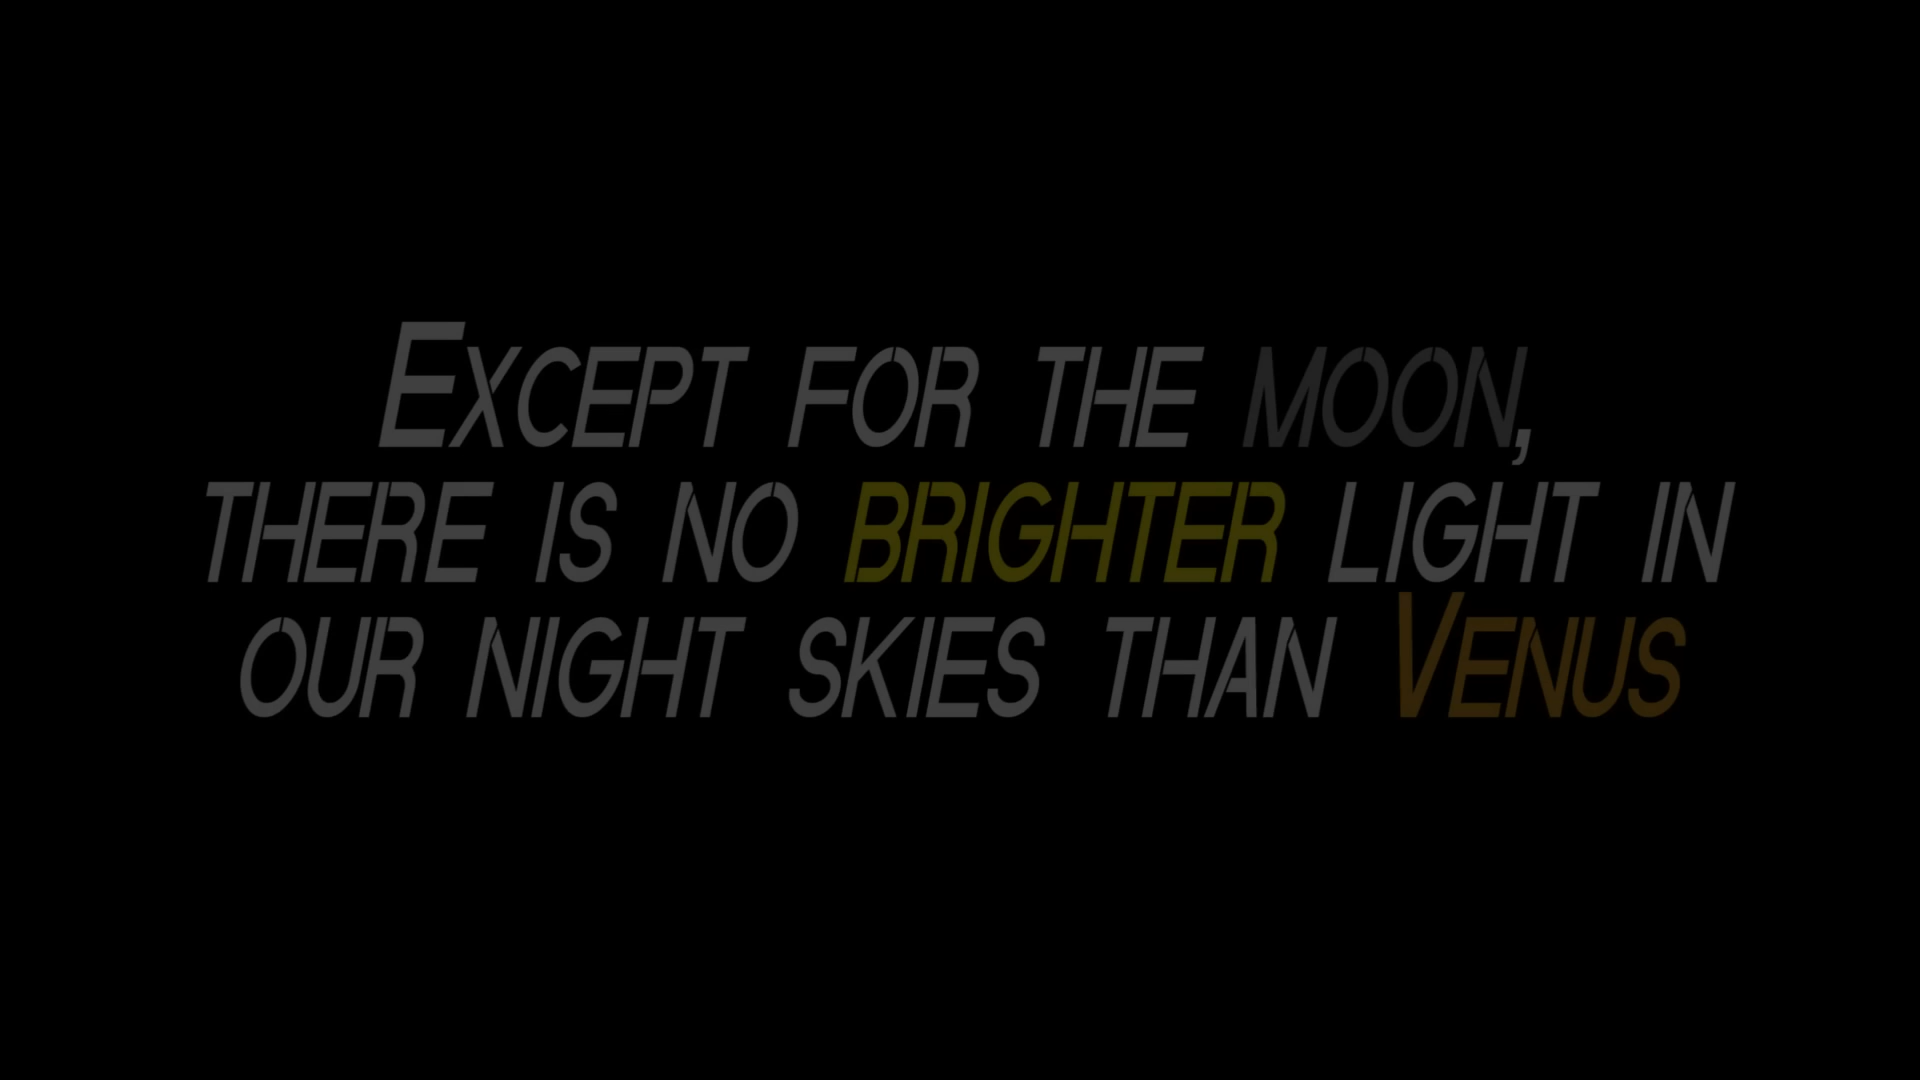 Except for the moon,
there is no brighter light in
our night skies than Venus